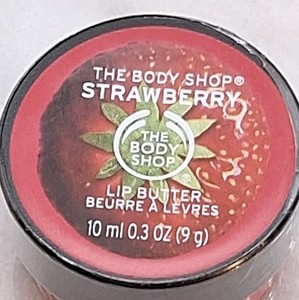 THE BODY SHOP®
STRAWBERRY
THE
BODY
SHOP®
LIP BUTTER
BEURRE À LÈVRES
10 ml 0.3 OZ (9 g)